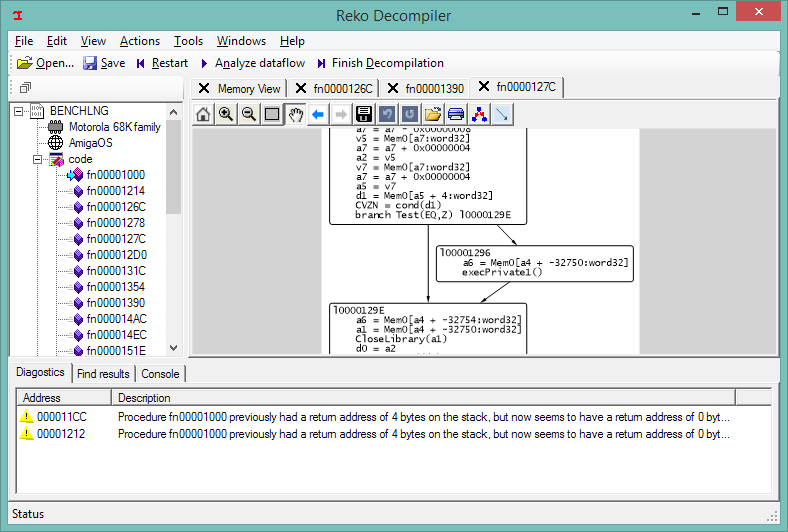 Reko Decompiler
File Edit View Actions Tools Windows Help
Open... Save Restart Analyze dataflow Finish Decompilation
Memory View fn0000126C fn00001390 fn0000127C
BENCHLNG
Motorola 68K family
AmigaOS
code
fn00001000
fn00001214
fn0000126C
fn00001278
fn0000127C
fn000012D0
fn0000131C
fn00001354
fn00001390
fn000014AC
fn000014EC
fn0000151E
a7 = a7 - 0x00000008
v5 = Mem0[a7:word32]
a7 = a7 + 0x00000004
a2 = v5
v7 = Mem0[a7:word32]
a7 = a7 + 0x00000004
a5 = v7
d1 = Mem0[a5 + 4:word32]
CVZN = cond(d1)
branch Test(EQ,Z) l0000129E
l00001296
a6 = Mem0[a4 + -32750:word32]
execPrivate1()
l0000129E
a6 = Mem0[a4 + -32754:word32]
a1 = Mem0[a4 + -32750:word32]
CloseLibrary(a1)
d0 = a2
Diagostics Find results Console
Address Description
000011CC Procedure fn00001000 previously had a return address of 4 bytes on the stack, but now seems to have a return address of 0 byt...
00001212 Procedure fn00001000 previously had a return address of 4 bytes on the stack, but now seems to have a return address of 0 byt...
Status